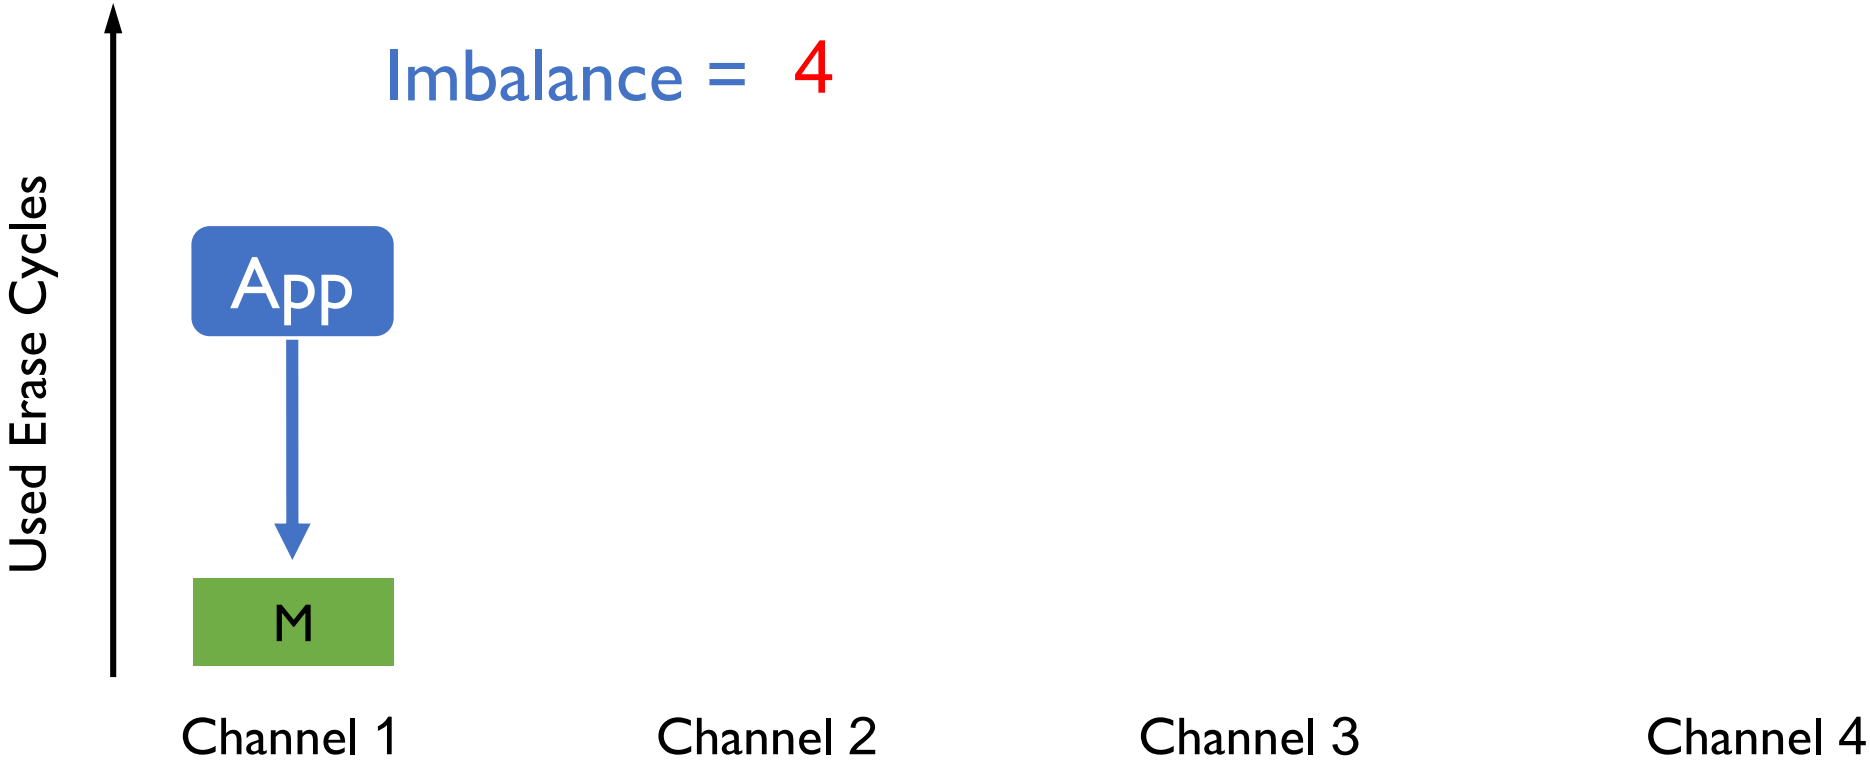 Imbalance = 4
Used Erase Cycles
App
M
Channel 1
Channel 2
Channel 3
Channel 4